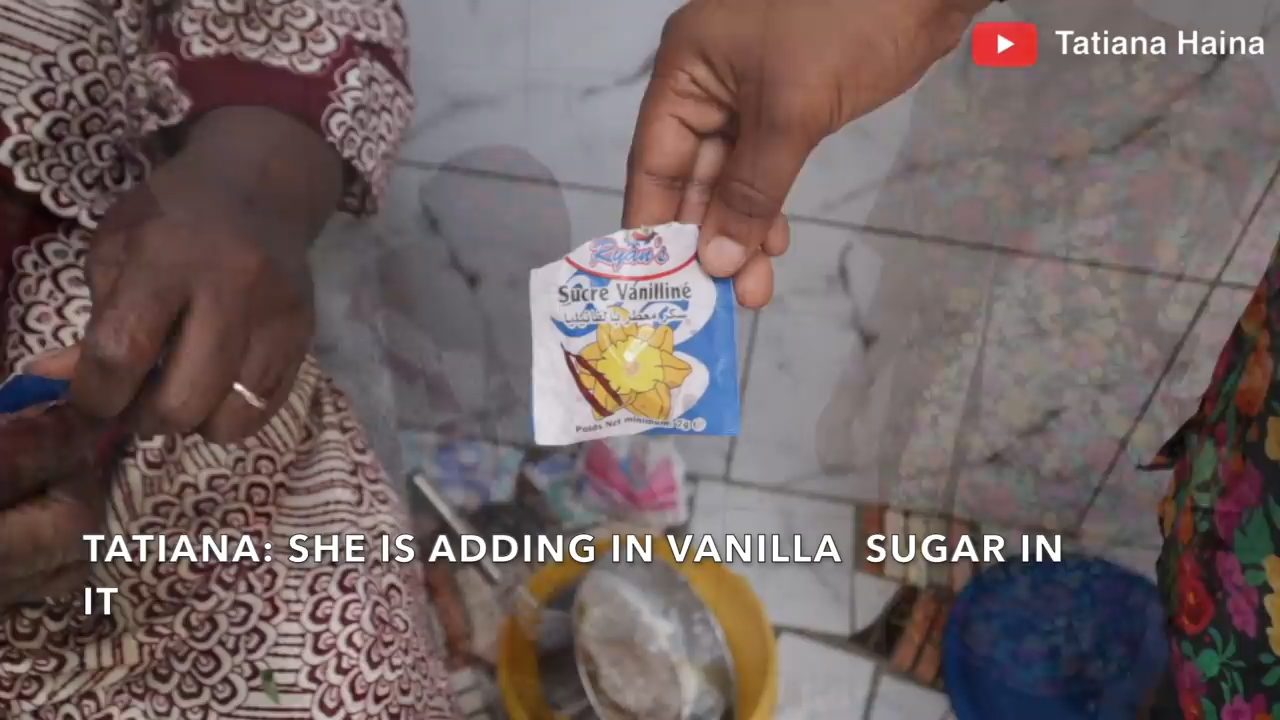 Tatiana Haina
Ryan's
Sucre Vanilliné
سكر معطر بالفانيليا
Poids Net minimum
TATIANA: SHE IS ADDING IN VANILLA SUGAR IN
IT